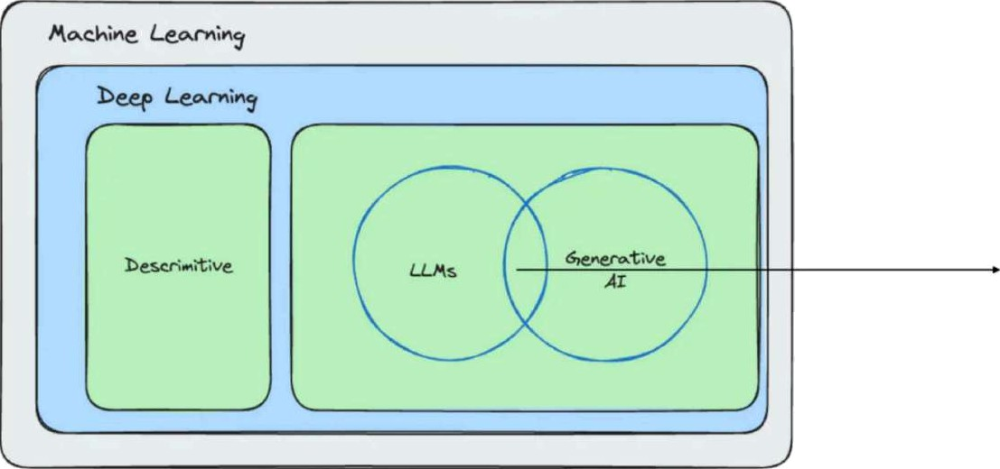 Machine Learning
Deep Learning
Descrimitive
LLMs
Generative
AI